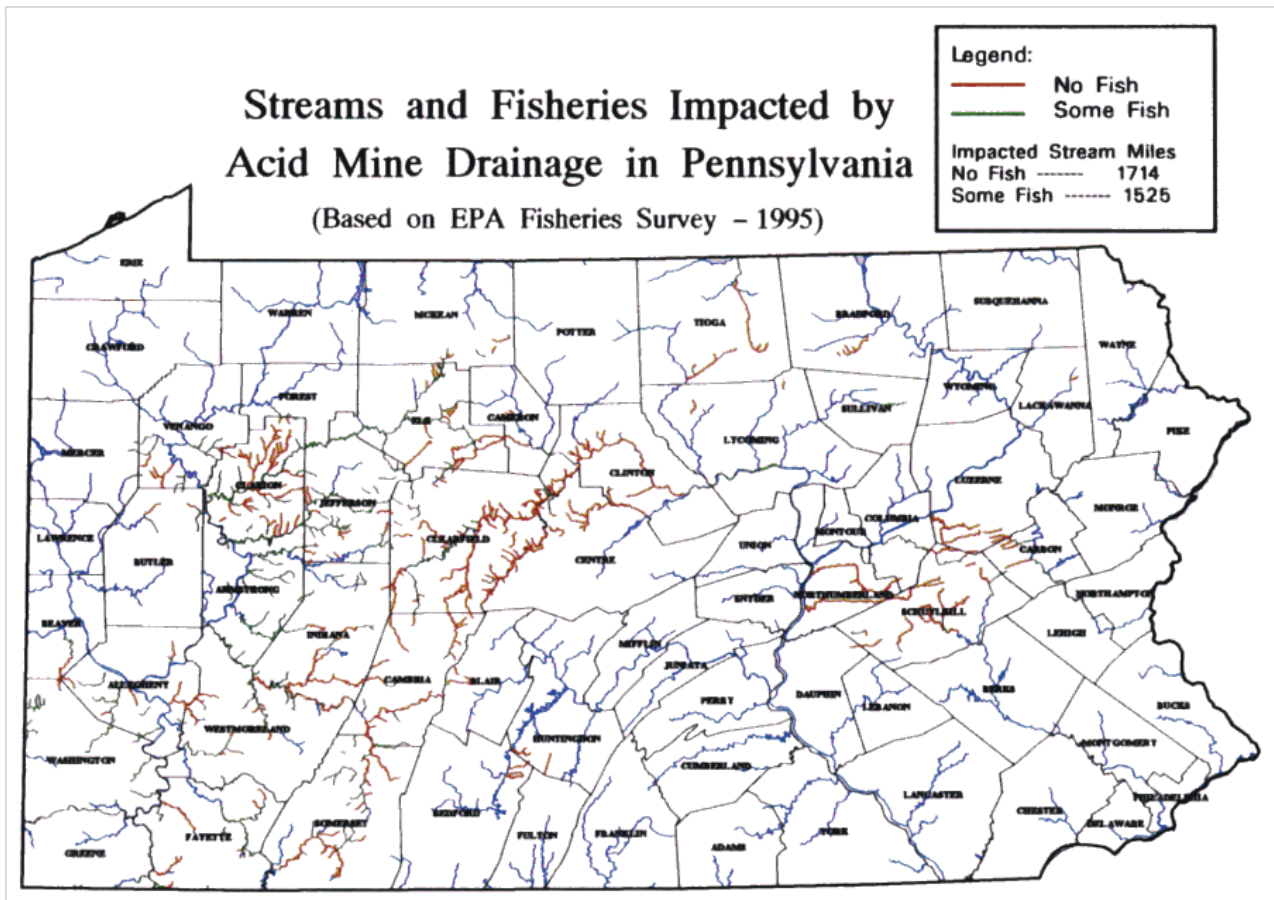 Streams and Fisheries Impacted by
Acid Mine Drainage in Pennsylvania
(Based on EPA Fisheries Survey – 1995)
Legend:
No Fish
Some Fish
Impacted Stream Miles
No Fish ------- 1714
Some Fish ------- 1525
ERIE
CRAWFORD
WARREN
MCKEAN
POTTER
TIOGA
BRADFORD
SUSQUEHANNA
WAYNE
FOREST
VENANGO
ELK
CAMERON
SULLIVAN
WYOMING
LACKAWANNA
PIKE
MERCER
LYCOMING
CLINTON
CLARION
JEFFERSON
LUZERNE
COLUMBIA
MONTOUR
MONROE
LAWRENCE
BUTLER
CLEARFIELD
CENTRE
UNION
CARBON
ARMSTRONG
SNYDER
NORTHUMBERLAND
SCHUYLKILL
NORTHAMPTON
BEAVER
INDIANA
MIFFLIN
LEHIGH
ALLEGHENY
CAMBRIA
BLAIR
JUNIATA
PERRY
DAUPHIN
LEBANON
BERKS
BUCKS
WESTMORELAND
HUNTINGDON
MONTGOMERY
WASHINGTON
CUMBERLAND
LANCASTER
PHILADELPHIA
GREENE
FAYETTE
SOMERSET
BEDFORD
FULTON
FRANKLIN
ADAMS
YORK
CHESTER
DELAWARE